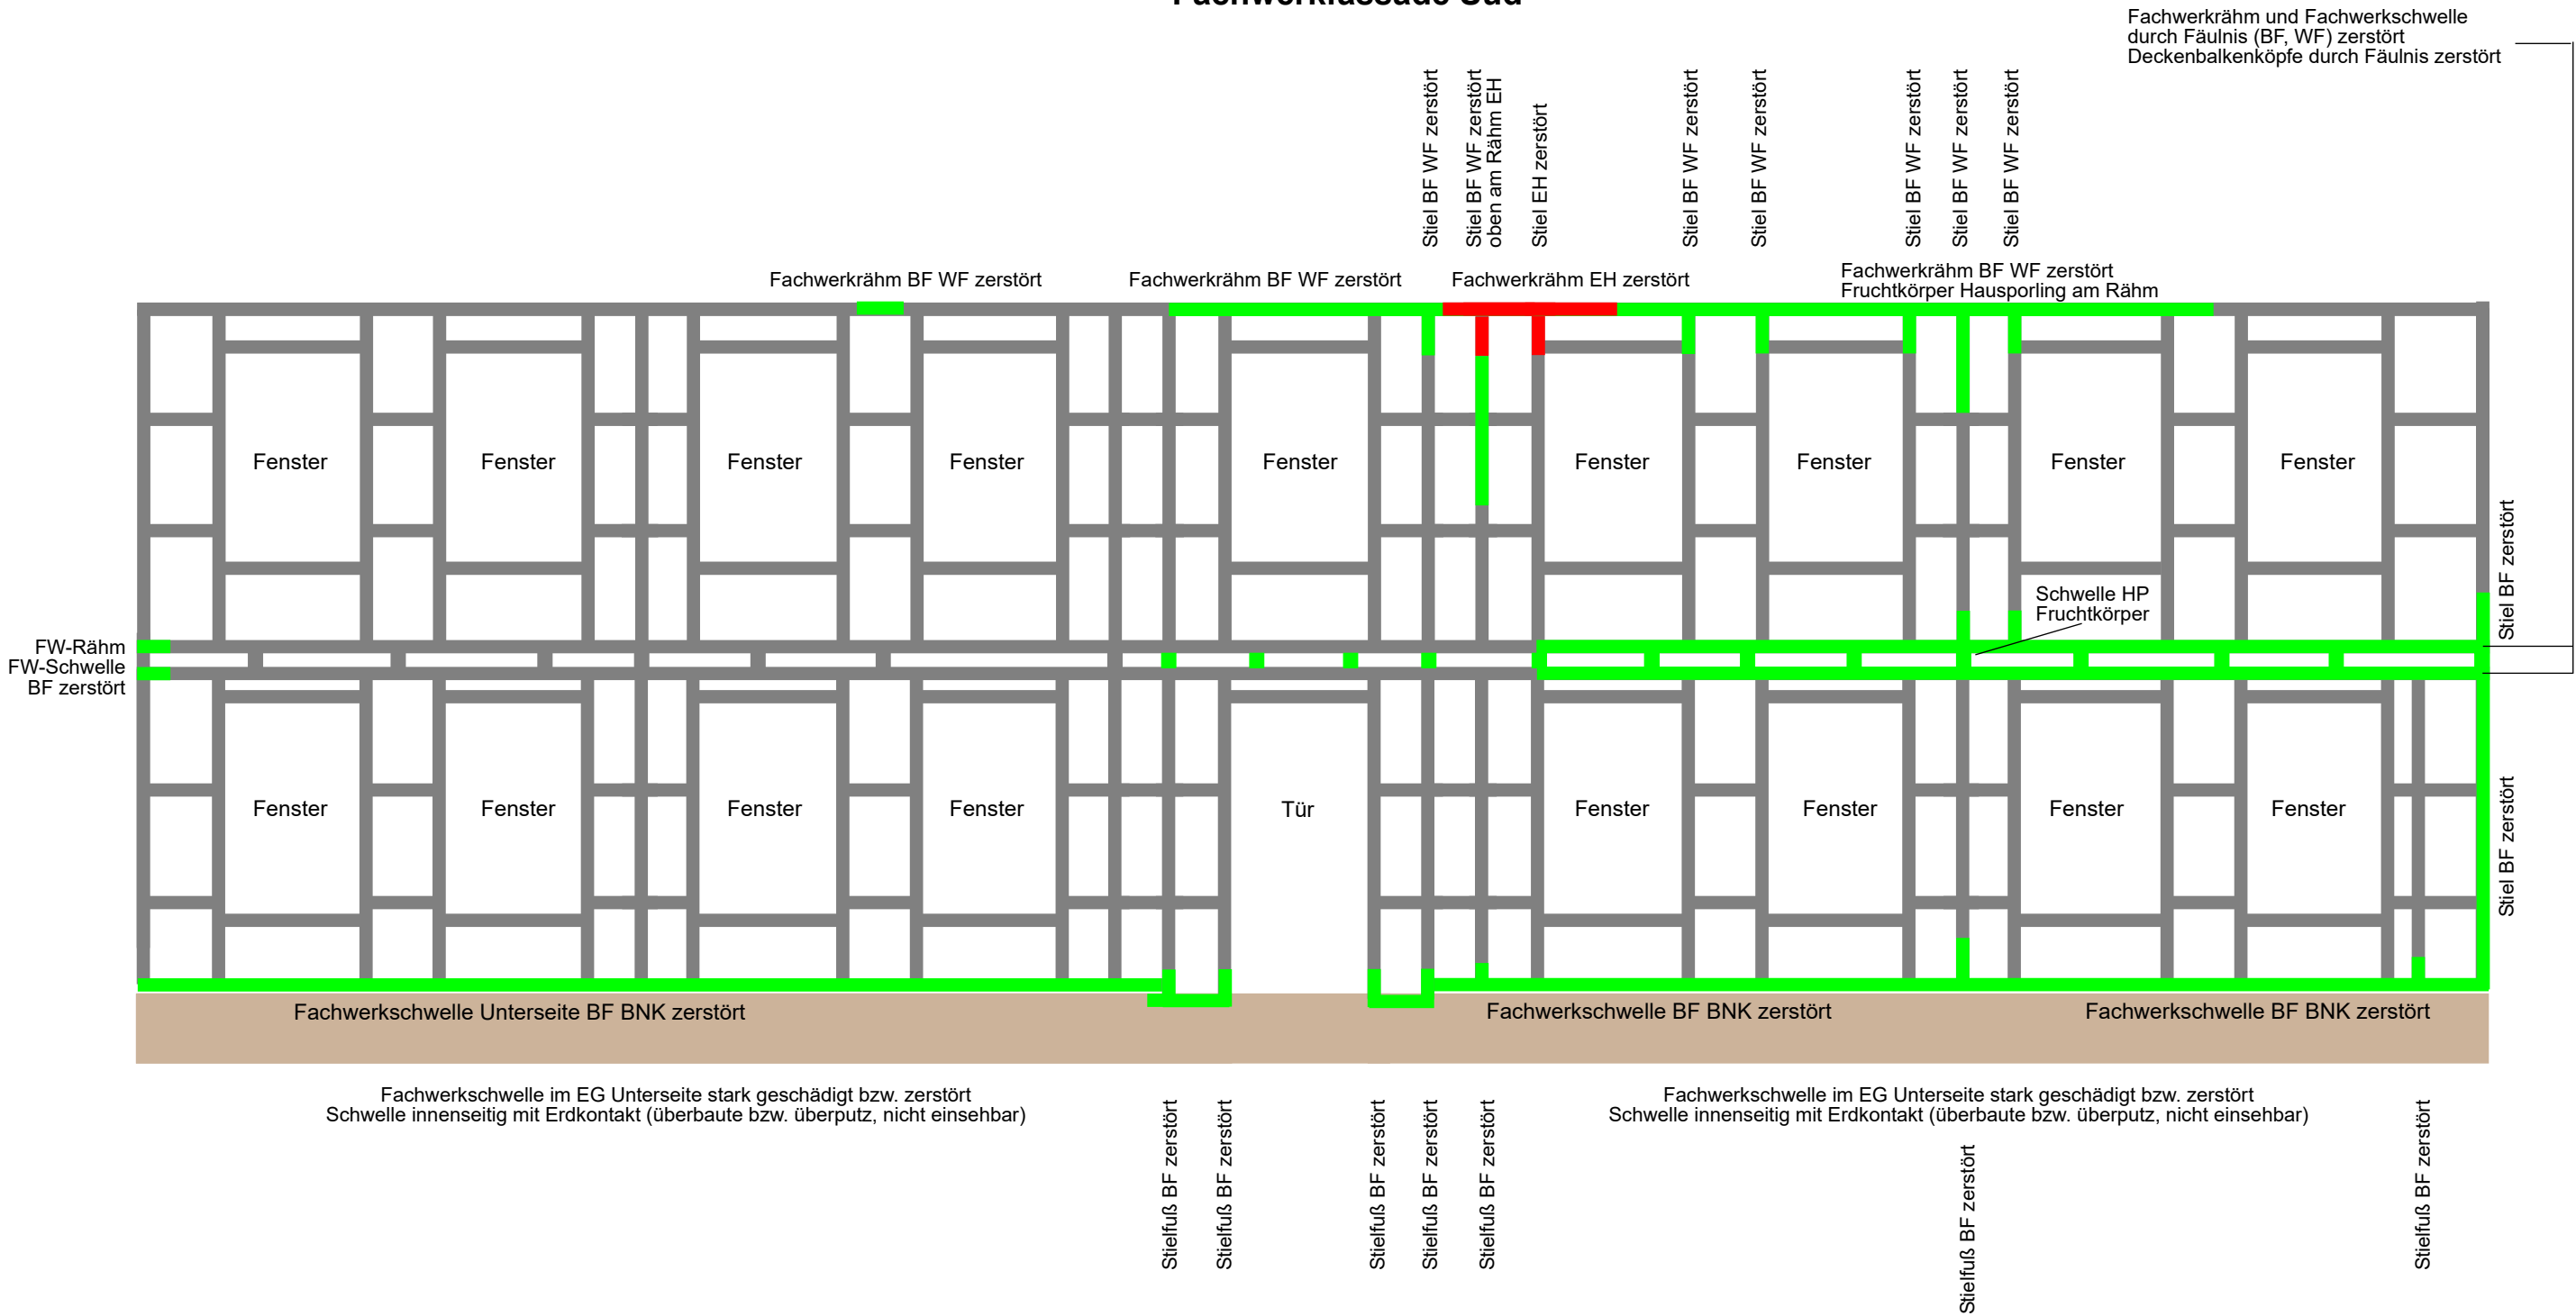 Fachwerkfassade Süd
Fachwerkrähm und Fachwerkschwelle
durch Fäulnis (BF, WF) zerstört
Deckenbalkenköpfe durch Fäulnis zerstört
Stiel BF WF zerstört
Stiel BF WF zerstört
oben am Rähm EH
Stiel EH zerstört
Stiel BF WF zerstört
Stiel BF WF zerstört
Stiel BF WF zerstört
Stiel BF WF zerstört
Stiel BF WF zerstört
Fachwerkrähm BF WF zerstört
Fachwerkrähm BF WF zerstört
Fachwerkrähm EH zerstört
Fachwerkrähm BF WF zerstört
Fruchtkörper Hausporling am Rähm
Fenster
Fenster
Fenster
Fenster
Fenster
Fenster
Fenster
Fenster
Fenster
Stiel BF zerstört
Schwelle HP
Fruchtkörper
FW-Rähm
FW-Schwelle
BF zerstört
Fenster
Fenster
Fenster
Fenster
Tür
Fenster
Fenster
Fenster
Fenster
Stiel BF zerstört
Fachwerkschwelle Unterseite BF BNK zerstört
Fachwerkschwelle BF BNK zerstört
Fachwerkschwelle BF BNK zerstört
Fachwerkschwelle im EG Unterseite stark geschädigt bzw. zerstört
Schwelle innenseitig mit Erdkontakt (überbaute bzw. überputz, nicht einsehbar)
Fachwerkschwelle im EG Unterseite stark geschädigt bzw. zerstört
Schwelle innenseitig mit Erdkontakt (überbaute bzw. überputz, nicht einsehbar)
Stielfuß BF zerstört
Stielfuß BF zerstört
Stielfuß BF zerstört
Stielfuß BF zerstört
Stielfuß BF zerstört
Stielfuß BF zerstört
Stielfuß BF zerstört